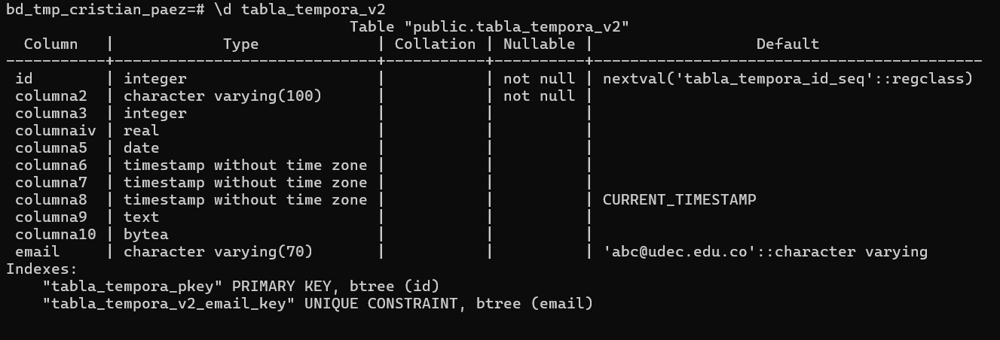 bd_tmp_cristian_paez=# \d tabla_tempora_v2
                                      Table "public.tabla_tempora_v2"
  Column   |            Type             | Collation | Nullable |                  Default
-----------+-----------------------------+-----------+----------+-------------------------------------------
 id        | integer                     |           | not null | nextval('tabla_tempora_id_seq'::regclass)
 columna2  | character varying(100)      |           | not null |
 columna3  | integer                     |           |          |
 columnaiv | real                        |           |          |
 columna5  | date                        |           |          |
 columna6  | timestamp without time zone |           |          |
 columna7  | timestamp without time zone |           |          |
 columna8  | timestamp without time zone |           |          | CURRENT_TIMESTAMP
 columna9  | text                        |           |          |
 columna10 | bytea                       |           |          |
 email     | character varying(70)       |           |          | 'abc@udec.edu.co'::character varying
Indexes:
    "tabla_tempora_pkey" PRIMARY KEY, btree (id)
    "tabla_tempora_v2_email_key" UNIQUE CONSTRAINT, btree (email)